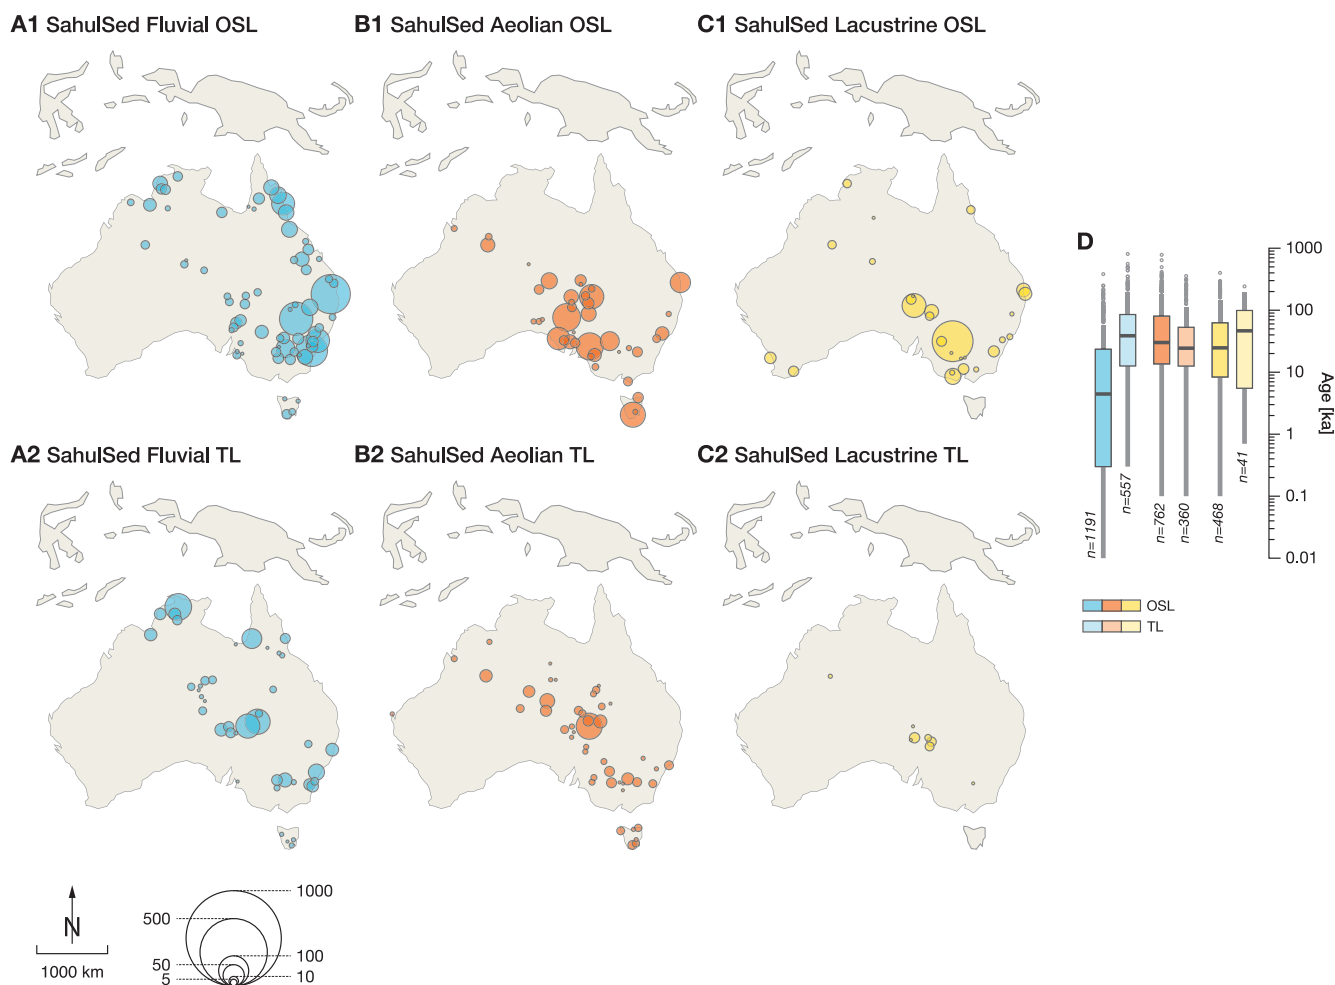 A1 SahulSed Fluvial OSL
B1 SahulSed Aeolian OSL
C1 SahulSed Lacustrine OSL
D
1000
100
10
1
0.1
0.01
Age [ka]
n=1191
n=557
n=762
n=360
n=468
n=41
OSL
TL
A2 SahulSed Fluvial TL
B2 SahulSed Aeolian TL
C2 SahulSed Lacustrine TL
N
1000 km
1000
500
100
50
10
5